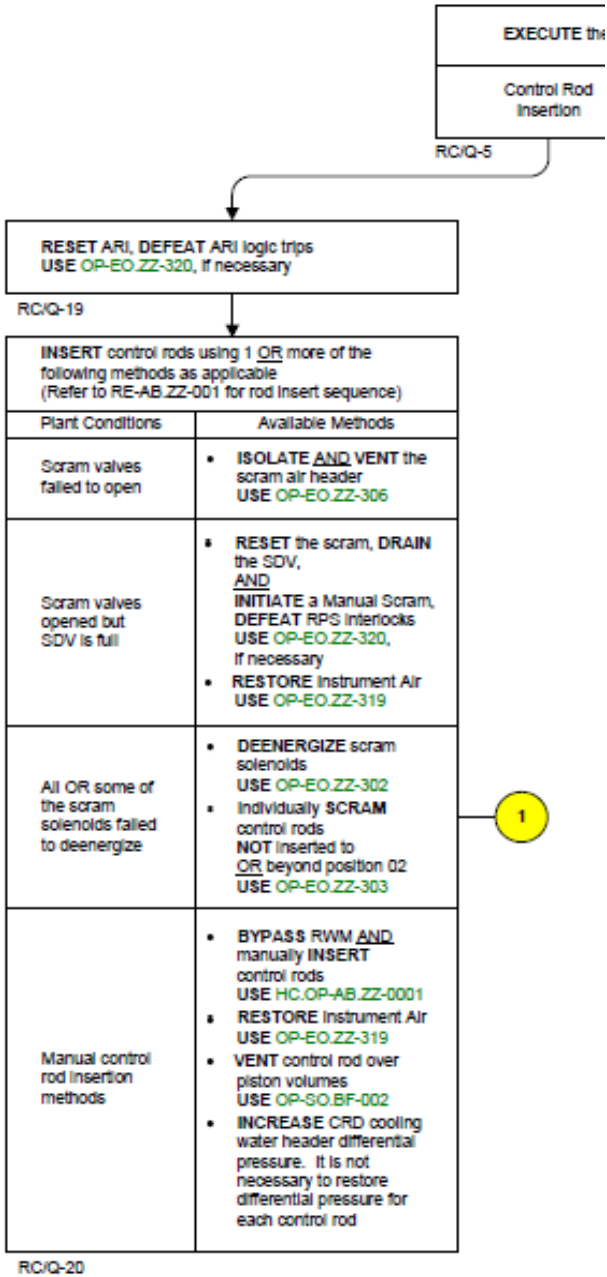 EXECUTE the
Control Rod
Insertion
RC/Q-5
RESET ARI, DEFEAT ARI logic trips
USE OP-EO.ZZ-320, if necessary
RC/Q-19
INSERT control rods using 1 OR more of the
following methods as applicable
(Refer to RE-AB.ZZ-001 for rod insert sequence)
Plant Conditions
Available Methods
Scram valves
failed to open
• ISOLATE AND VENT the
scram air header
USE OP-EO.ZZ-306
Scram valves
opened but
SDV is full
• RESET the scram, DRAIN
the SDV,
AND
INITIATE a Manual Scram,
DEFEAT RPS interlocks
USE OP-EO.ZZ-320,
if necessary
• RESTORE Instrument Air
USE OP-EO.ZZ-319
All OR some of
the scram
solenoids failed
to deenergize
• DEENERGIZE scram
solenoids
USE OP-EO.ZZ-302
• Individually SCRAM
control rods
NOT inserted to
OR beyond position 02
USE OP-EO.ZZ-303
1
Manual control
rod insertion
methods
• BYPASS RWM AND
manually INSERT
control rods
USE HC.OP-AB.ZZ-0001
• RESTORE Instrument Air
USE OP-EO.ZZ-319
• VENT control rod over
piston volumes
USE OP-SO.BF-002
• INCREASE CRD cooling
water header differential
pressure. It is not
necessary to restore
differential pressure for
each control rod
RC/Q-20